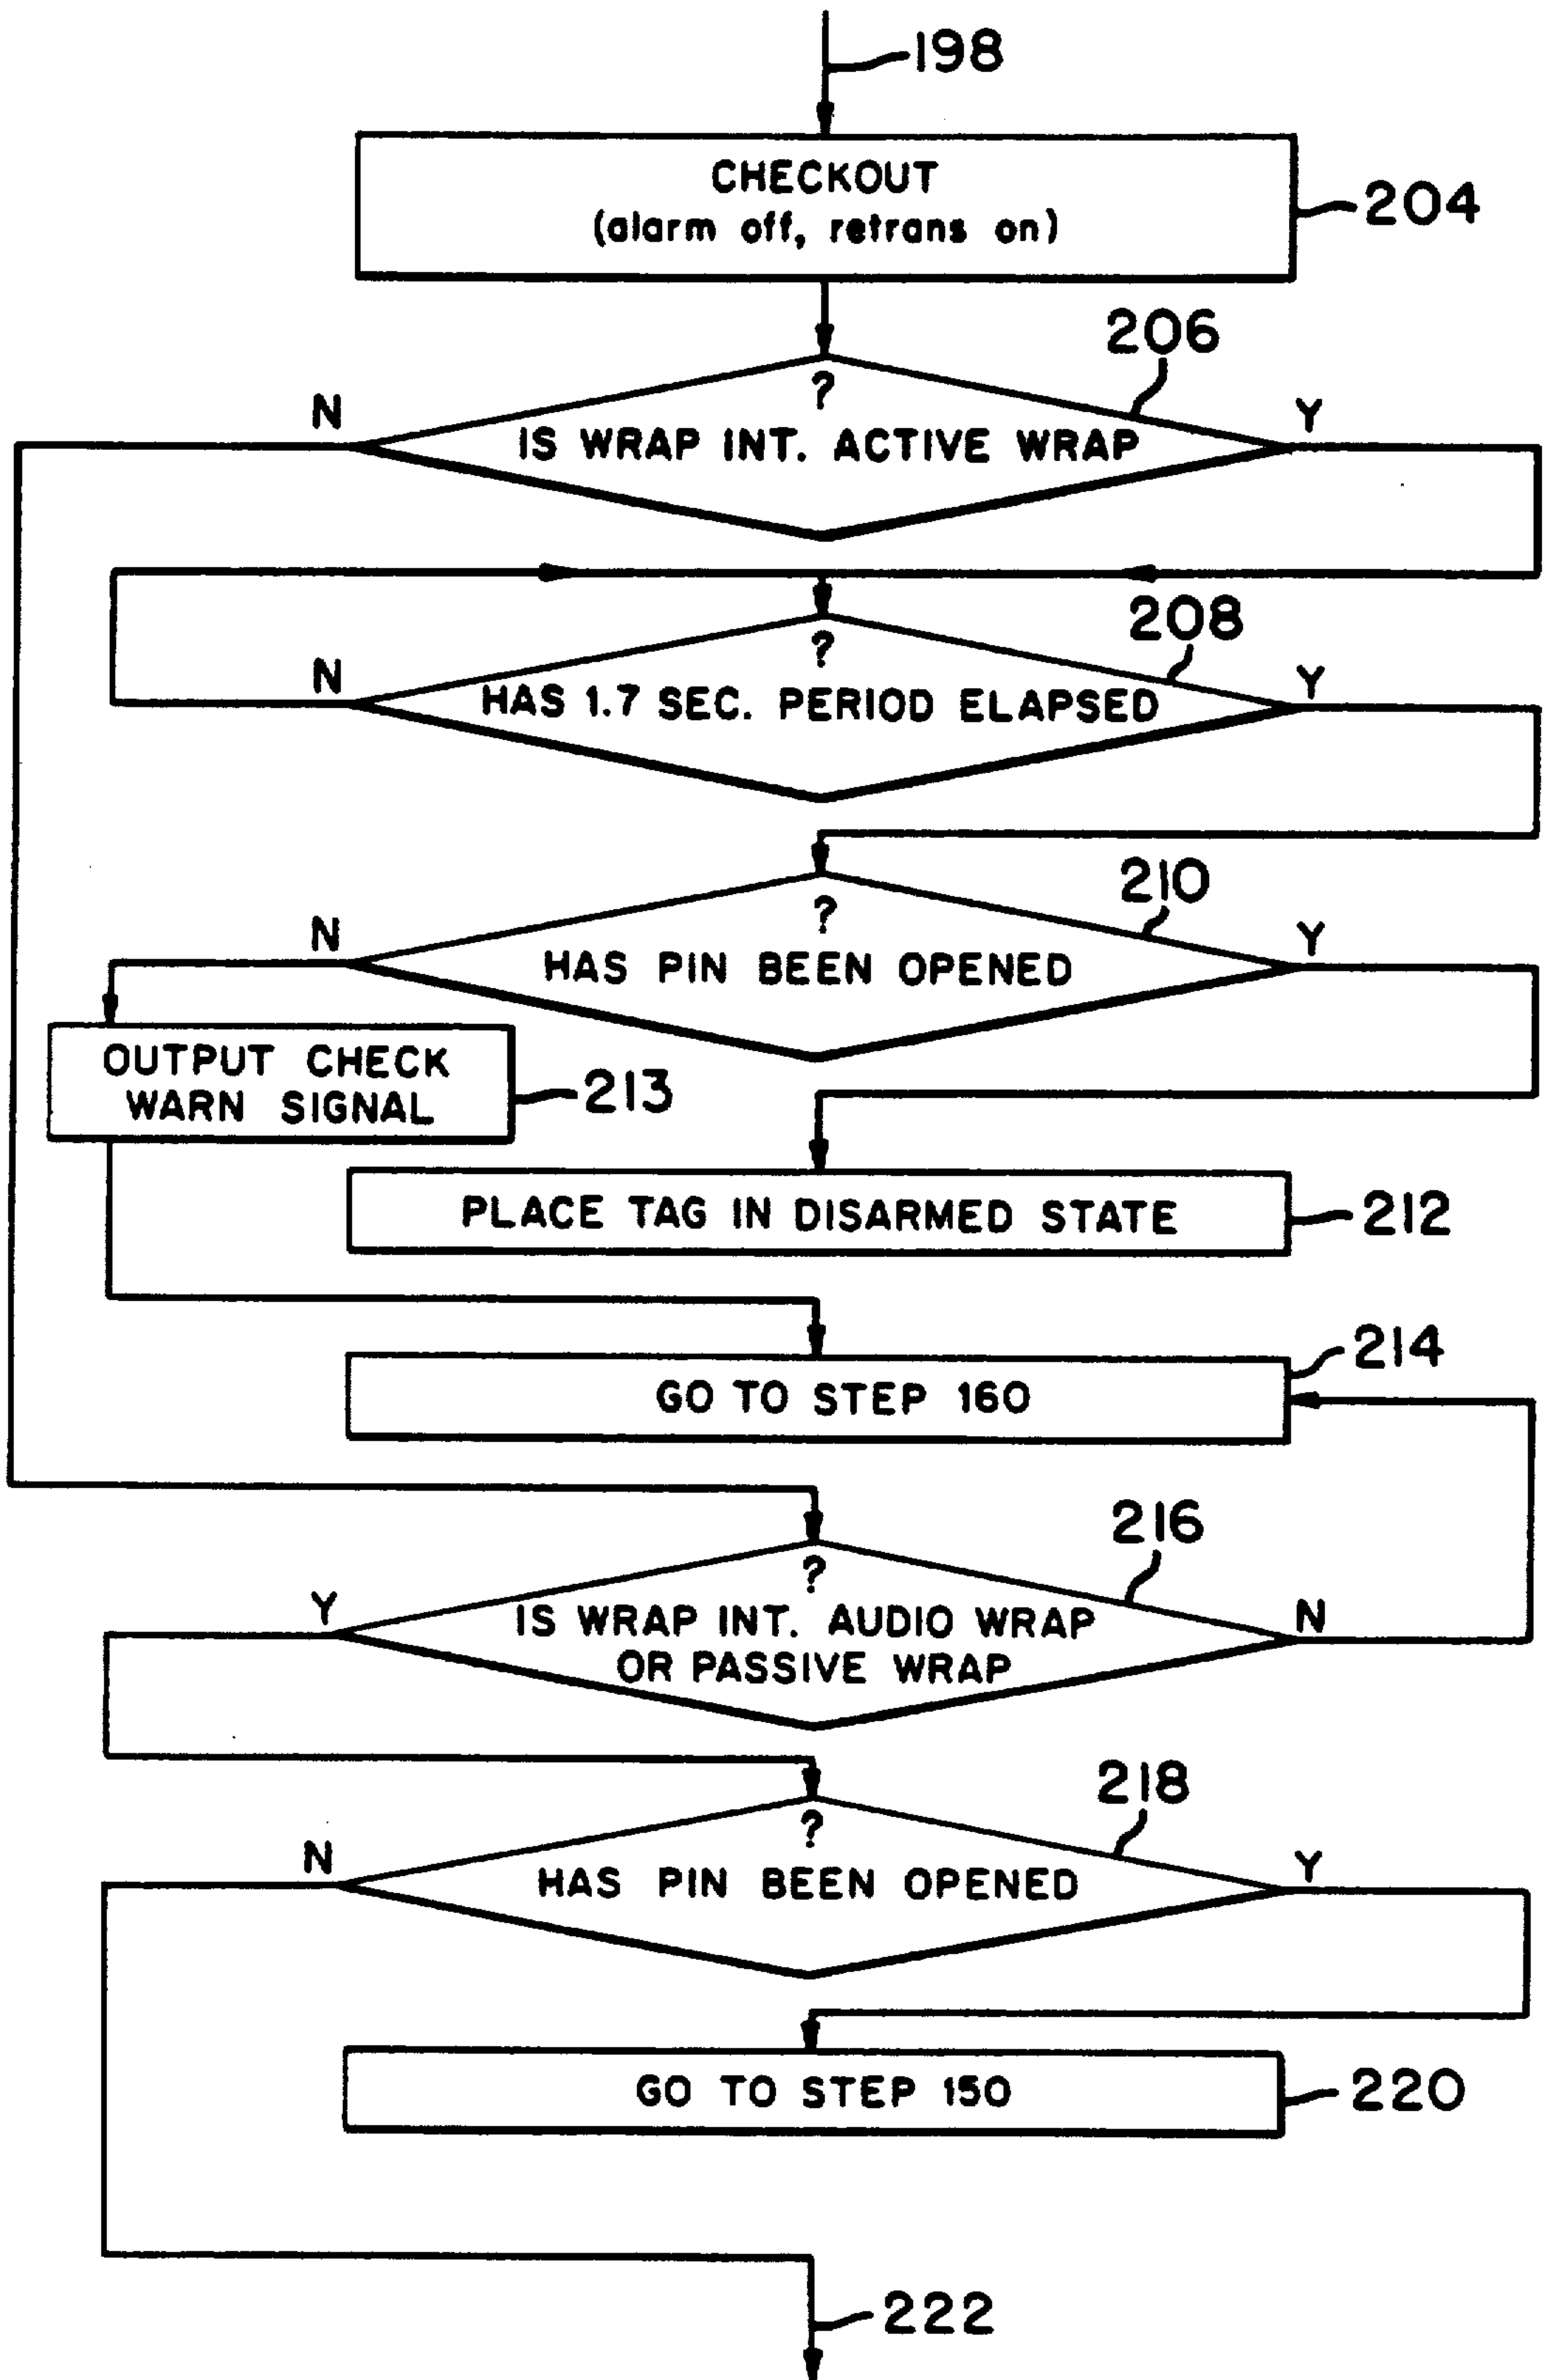 198
CHECKOUT
(alarm off, retrans on)
204
206
N
?
Y
IS WRAP INT. ACTIVE WRAP
208
N
?
Y
HAS 1.7 SEC. PERIOD ELAPSED
210
N
?
Y
HAS PIN BEEN OPENED
OUTPUT CHECK
WARN SIGNAL
213
PLACE TAG IN DISARMED STATE
212
214
GO TO STEP 160
216
Y
?
N
IS WRAP INT. AUDIO WRAP
OR PASSIVE WRAP
218
N
?
Y
HAS PIN BEEN OPENED
GO TO STEP 150
220
222